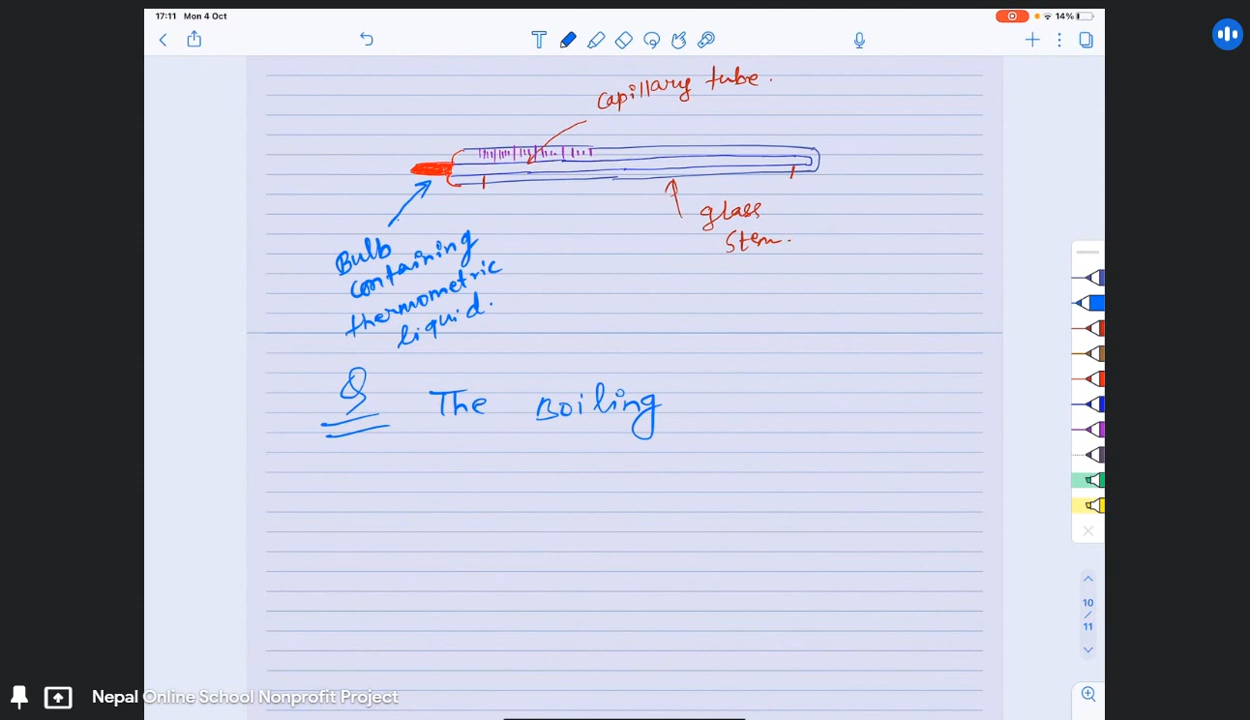 17:11 Mon 4 Oct
14%
T
capillary tube.
glass
stem.
Bulb
containing
thermometric
liquid.
Q The Boiling
10
/
11
Nepal Online School Nonprofit Project